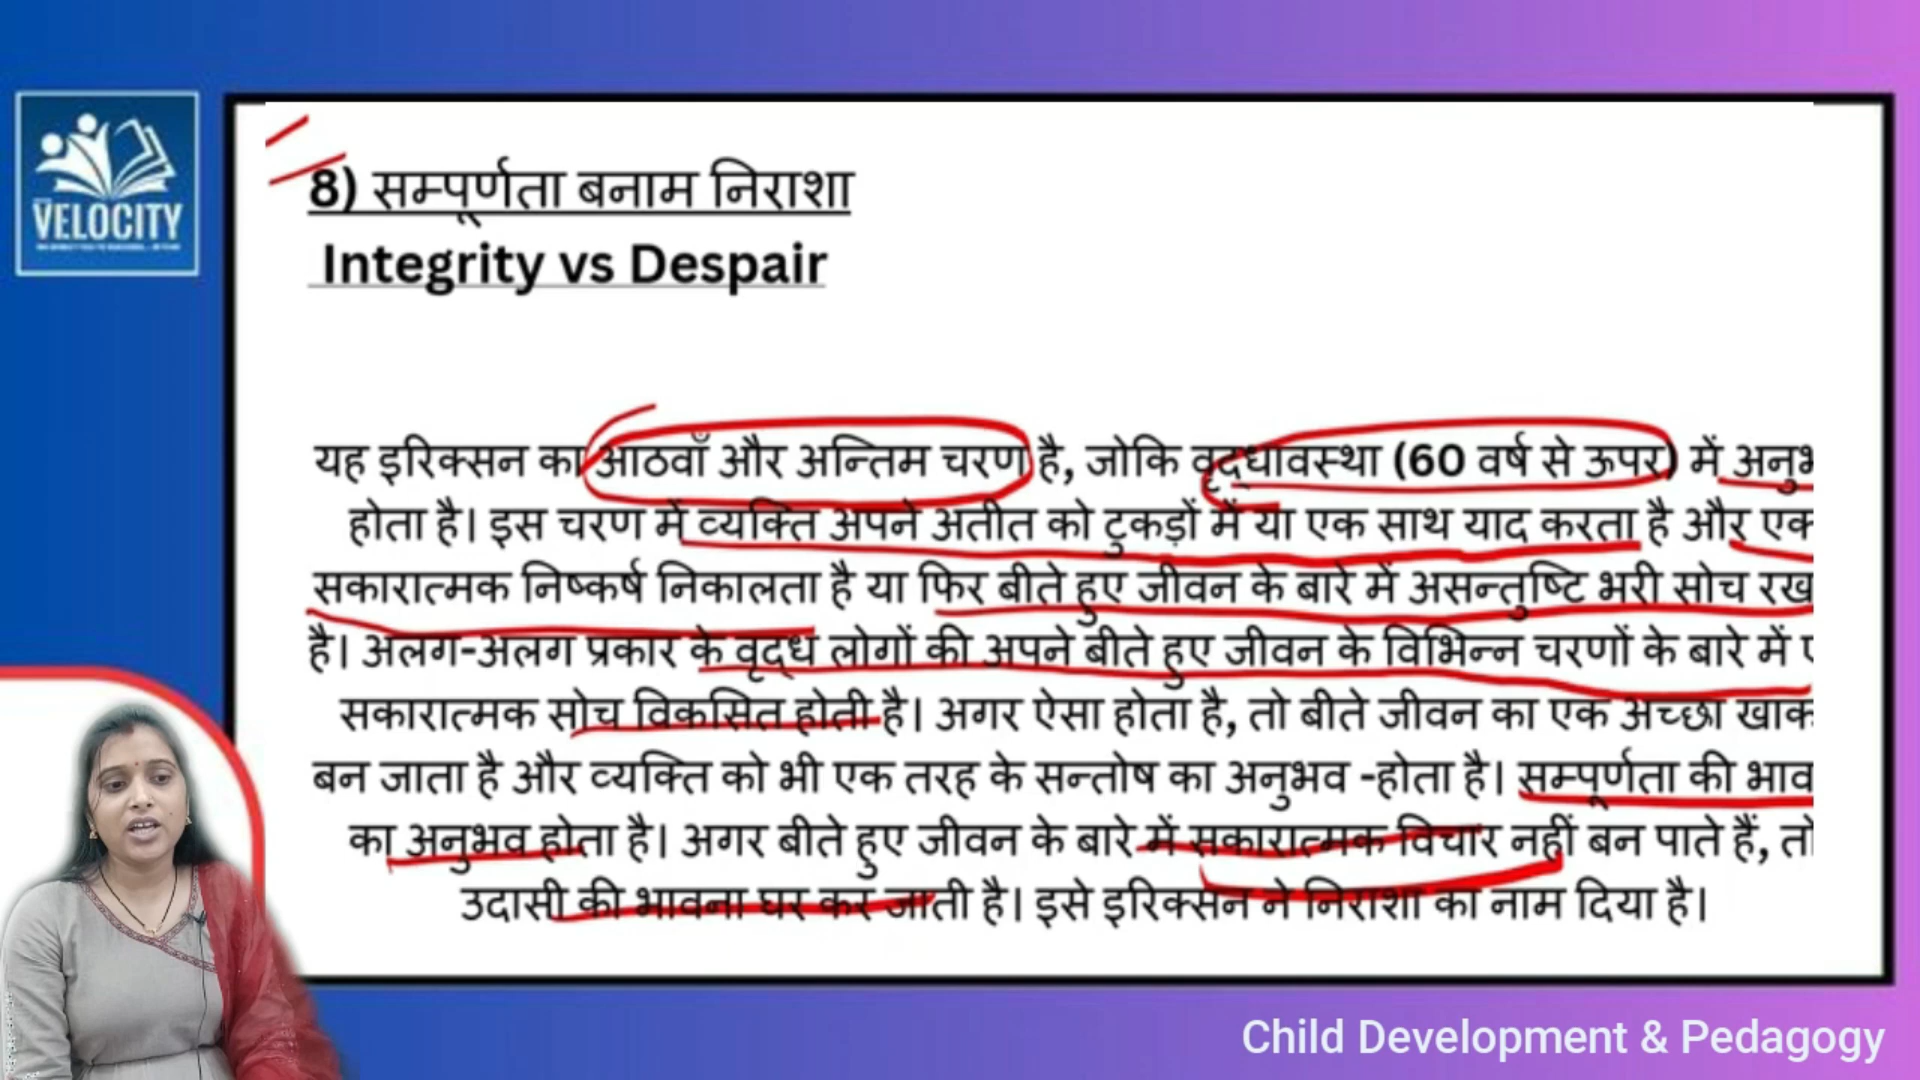 VELOCITY
8) सम्पूर्णता बनाम निराशा
Integrity vs Despair
यह इरिक्सन का आठवाँ और अन्तिम चरण है, जोकि वृद्धावस्था (60 वर्ष से ऊपर) में
होता है। इस चरण में व्यक्ति अपने अतीत को टुकड़ों में या एक साथ याद करता है और एक
सकारात्मक निष्कर्ष निकालता है या फिर बीते हुए जीवन के बारे में असन्तुष्टि भरी सोच
है। अलग-अलग प्रकार के वृद्ध लोगों की अपने बीते हुए जीवन के विभिन्न चरणों के बारे में
सकारात्मक सोच विकसित होती है। अगर ऐसा होता है, तो बीते जीवन का एक अच्छा
बन जाता है और व्यक्ति को भी एक तरह के सन्तोष का अनुभव -होता है। सम्पूर्णता की
का अनुभव होता है। अगर बीते हुए जीवन के बारे में सकारात्मक विचार नहीं बन पाते हैं, तो
उदासी की भावना घर कर जाती है। इसे इरिक्सन ने निराशा का नाम दिया है।
Child Development & Pedagogy